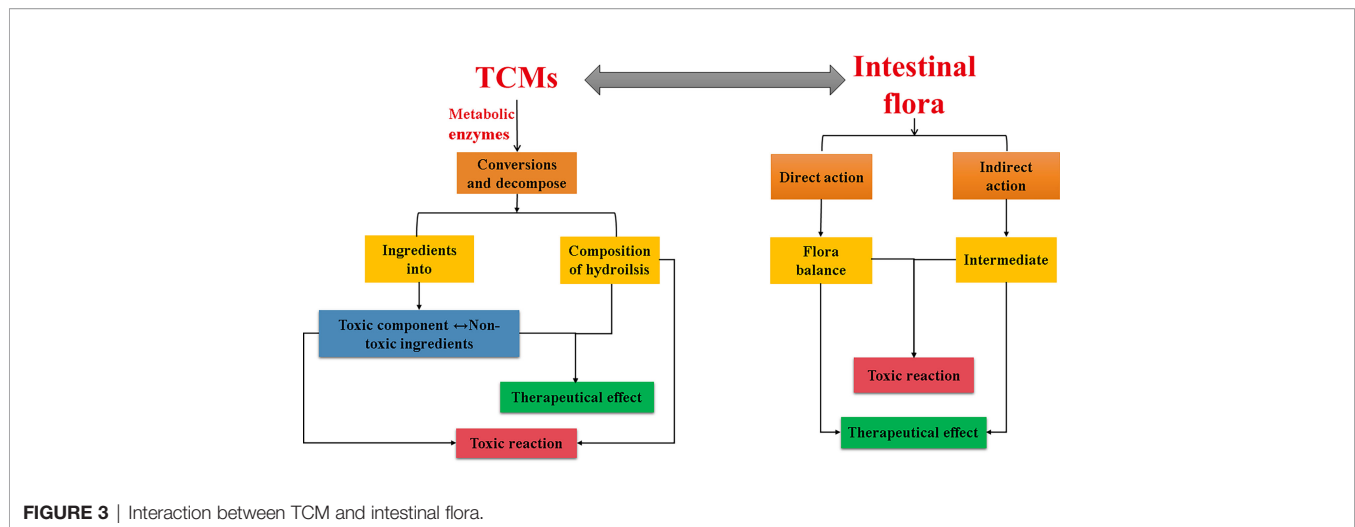 TCMs
Intestinal
flora
Metabolic
enzymes
Conversions
and decompose
Direct action
Indirect
action
Ingredients
into
Composition
of hydroilsis
Flora
balance
Intermediate
Toxic component ↔Non-
toxic ingredients
Toxic reaction
Therapeutical effect
Therapeutical effect
Toxic reaction
FIGURE 3 | Interaction between TCM and intestinal flora.